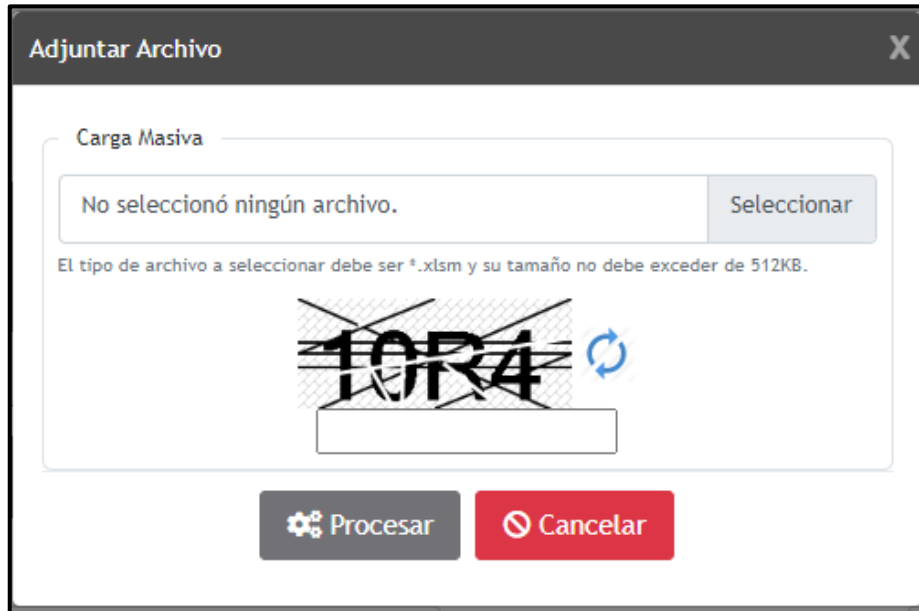 Adjuntar Archivo X
Carga Masiva
No seleccionó ningún archivo. Seleccionar
El tipo de archivo a seleccionar debe ser *.xlsm y su tamaño no debe exceder de 512KB.
10R4
Procesar Cancelar